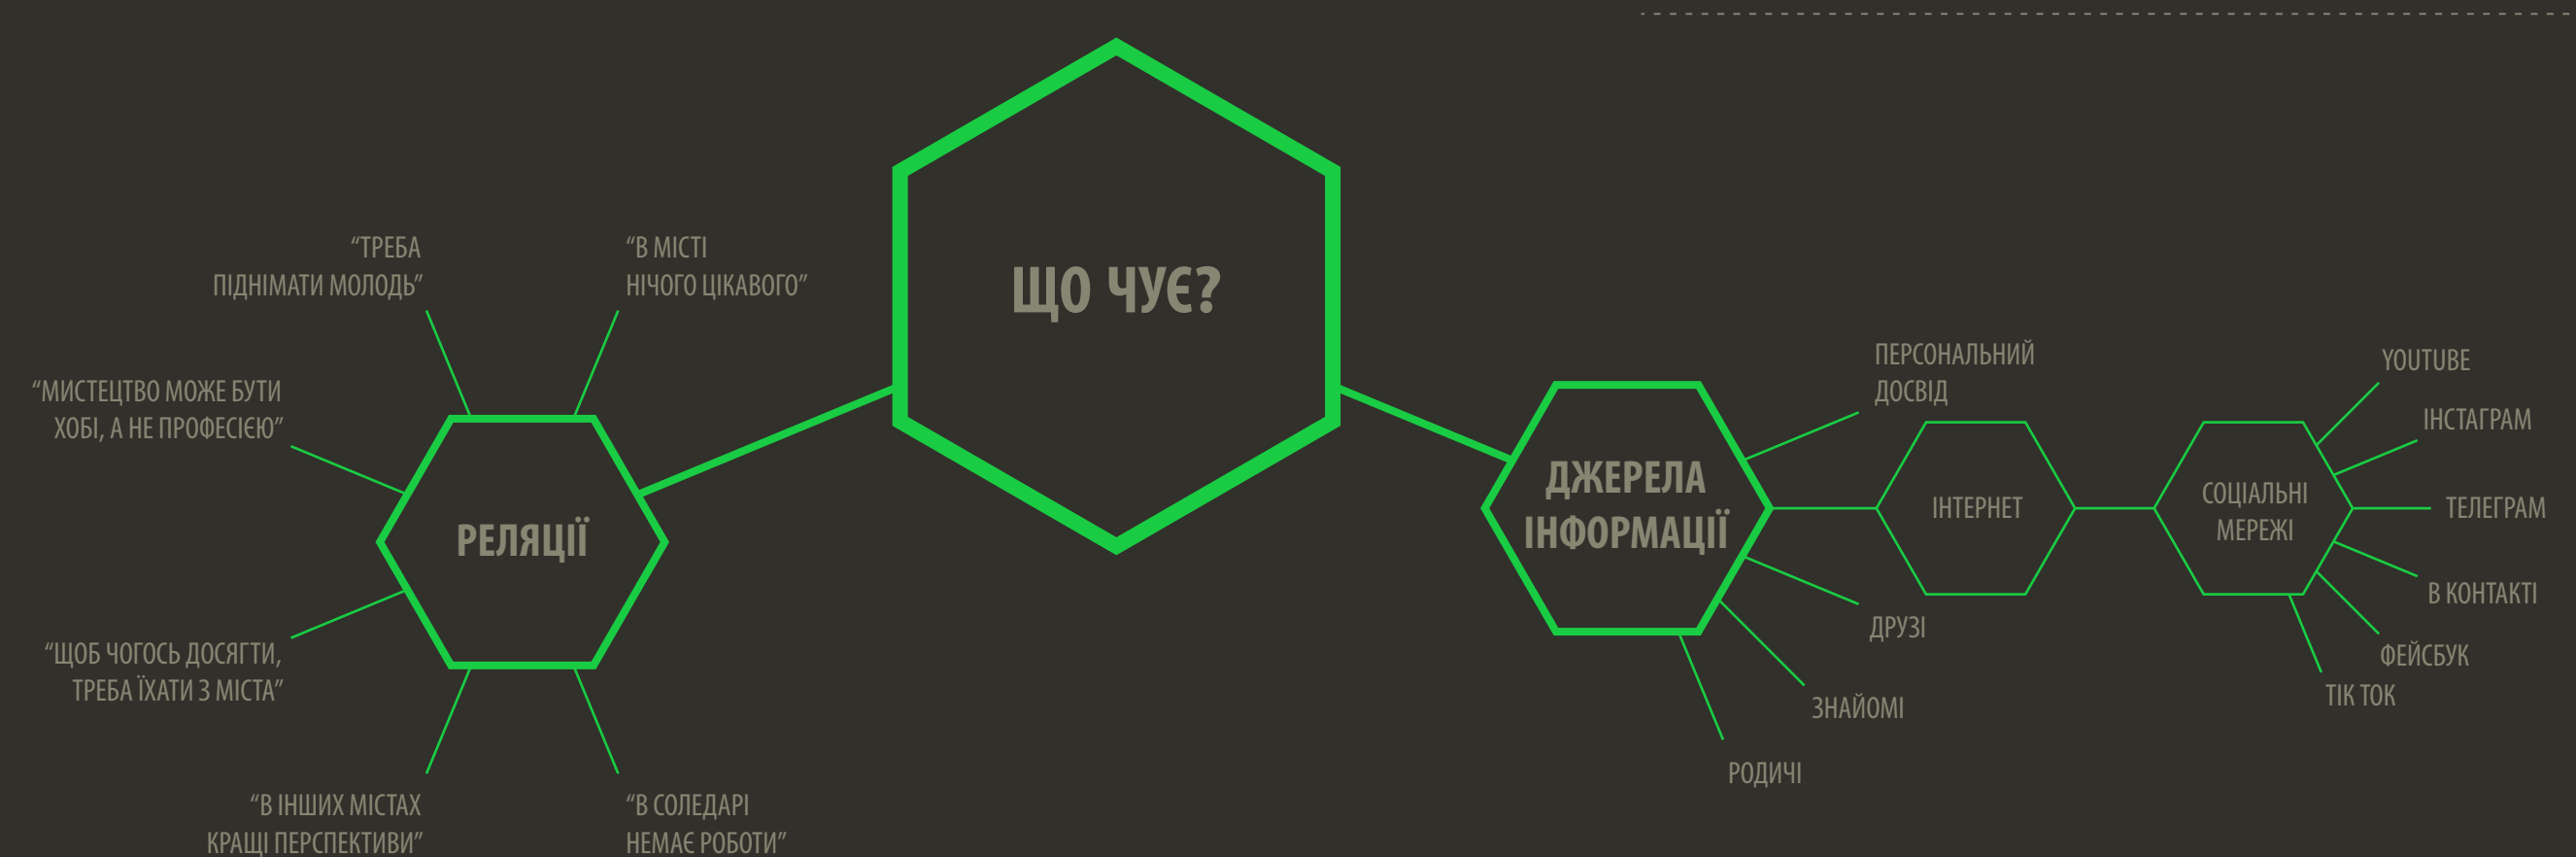 ЩО ЧУЄ?
“ТРЕБА
ПІДНІМАТИ МОЛОДЬ”
“В МІСТІ
НІЧОГО ЦІКАВОГО”
“МИСТЕЦТВО МОЖЕ БУТИ
ХОБІ, А НЕ ПРОФЕСІЄЮ”
РЕЛЯЦІЇ
“ЩОБ ЧОГОСЬ ДОСЯГТИ,
ТРЕБА ЇХАТИ З МІСТА”
“В ІНШИХ МІСТАХ
КРАЩІ ПЕРСПЕКТИВИ”
“В СОЛЕДАРІ
НЕМАЄ РОБОТИ”
ДЖЕРЕЛА
ІНФОРМАЦІЇ
ПЕРСОНАЛЬНИЙ
ДОСВІД
ДРУЗІ
ЗНАЙОМІ
РОДИЧІ
ІНТЕРНЕТ
СОЦІАЛЬНІ
МЕРЕЖІ
YOUTUBE
ІНСТАГРАМ
ТЕЛЕГРАМ
В КОНТАКТІ
ФЕЙСБУК
ТІК ТОК